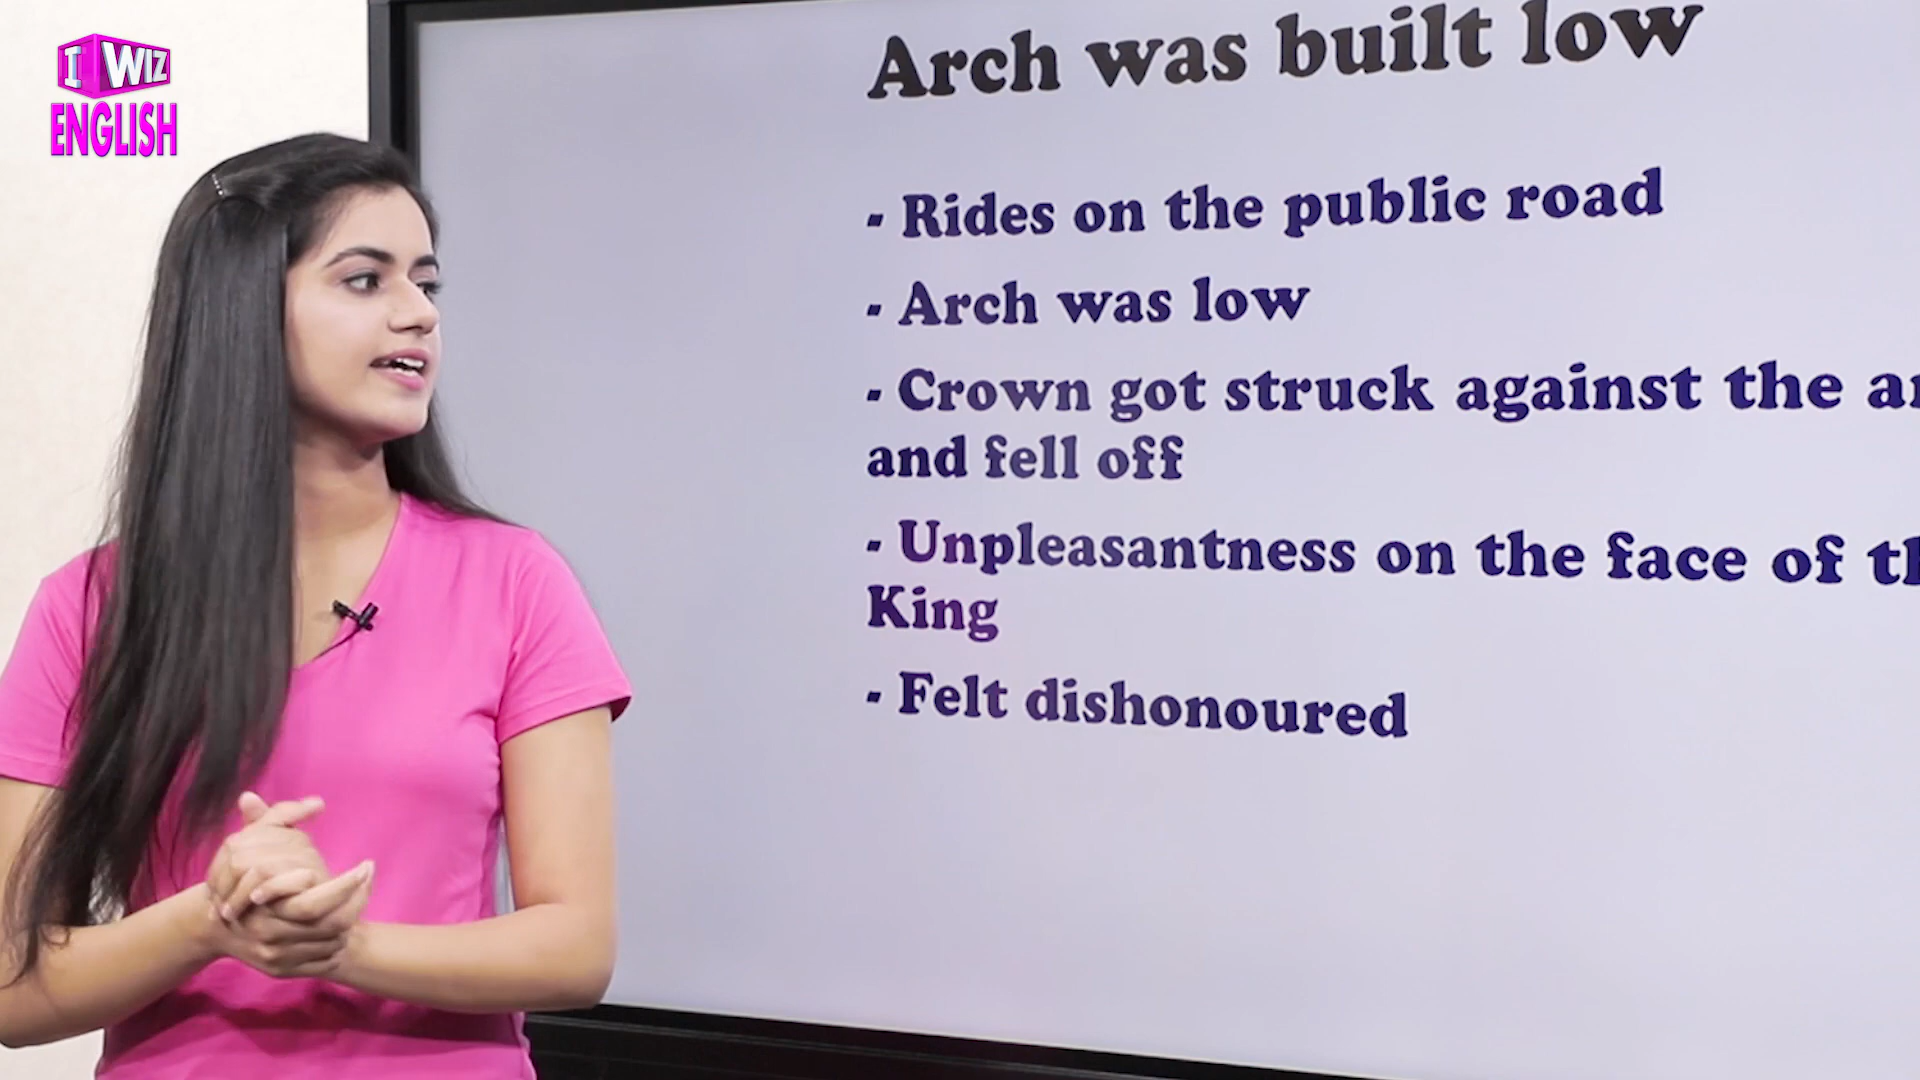 I WIZ
ENGLISH
Arch was built low
- Rides on the public road
- Arch was low
- Crown got struck against the
and fell off
- Unpleasantness on the face of
King
- Felt dishonoured